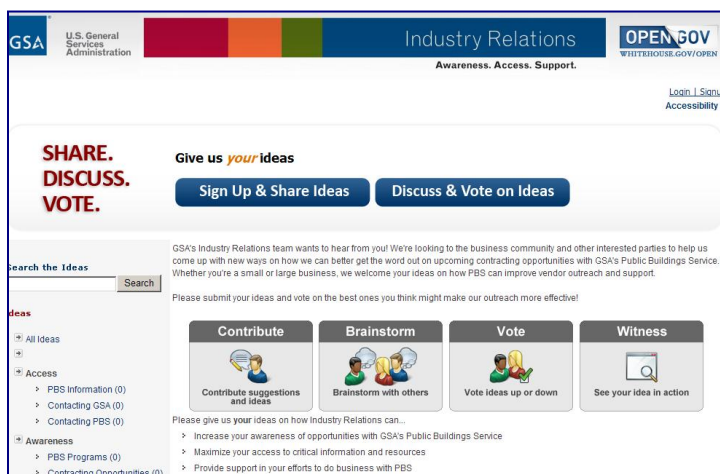 GSA
U.S. General
Services
Administration
Industry Relations
OPEN GOV
WHITEHOUSE.GOV/OPEN
Awareness. Access. Support.
Login | Signu
Accessibility
SHARE.
DISCUSS.
VOTE.
Give us your ideas
Sign Up & Share Ideas
Discuss & Vote on Ideas
GSA's Industry Relations team wants to hear from you! We're looking to the business community and other interested parties to help us
come up with new ways on how we can better get the word out on upcoming contracting opportunities with GSA's Public Buildings Service.
Whether you're a small or large business, we welcome your ideas on how PBS can improve vendor outreach and support.
Please submit your ideas and vote on the best ones you think might make our outreach more effective!
Search the Ideas
Search
deas
All Ideas
Access
PBS Information (0)
Contacting GSA (0)
Contacting PBS (0)
Awareness
PBS Programs (0)
Contracting Opportunities (0)
Contribute
Contribute suggestions
and ideas
Brainstorm
Brainstorm with others
Vote
Vote ideas up or down
Witness
See your idea in action
Please give us your ideas on how Industry Relations can...
Increase your awareness of opportunities with GSA's Public Buildings Service
Maximize your access to critical information and resources
Provide support in your efforts to do business with PBS